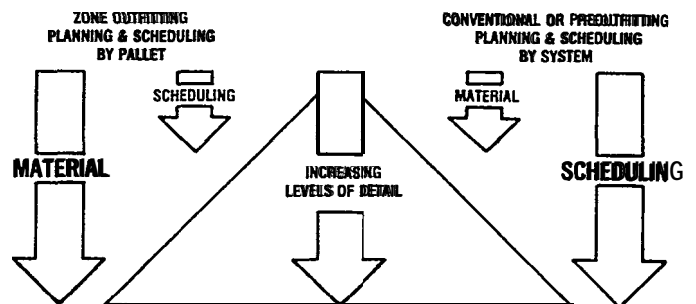 ZONE OUTFITTING
PLANNING & SCHEDULING
BY PALLET
CONVENTIONAL OR PREOUTFITTING
PLANNING & SCHEDULING
BY SYSTEM
SCHEDULING
MATERIAL
MATERIAL
INCREASING
LEVELS OF DETAIL
SCHEDULING